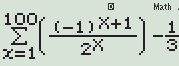 Math
100
∑ ( (-1)^X+1 / 2^X ) - 1/3
X=1